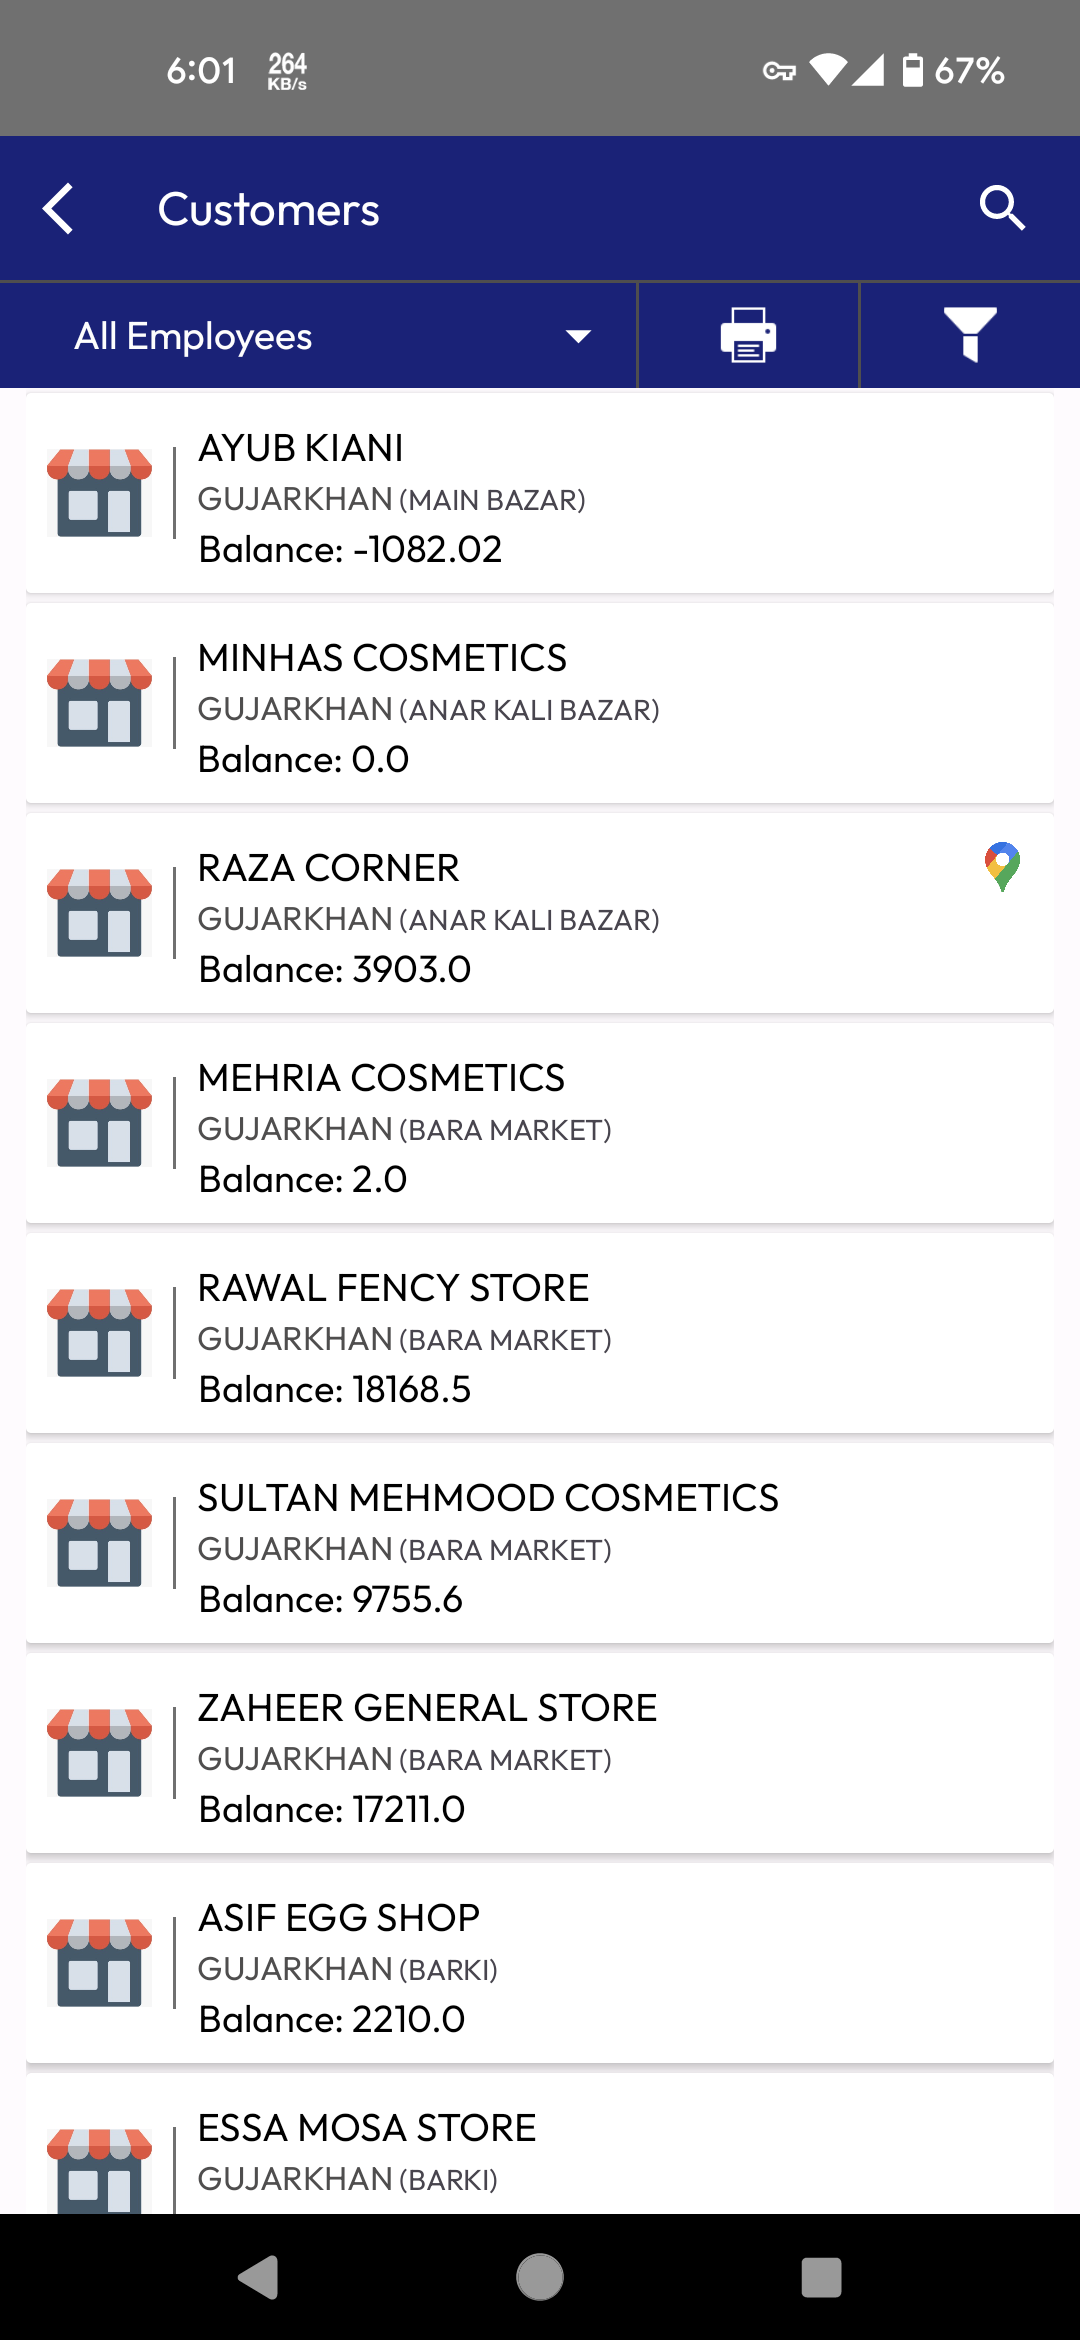 6:01 264 KB/s 67%
Customers
All Employees
AYUB KIANI
GUJARKHAN (MAIN BAZAR)
Balance: -1082.02
MINHAS COSMETICS
GUJARKHAN (ANAR KALI BAZAR)
Balance: 0.0
RAZA CORNER
GUJARKHAN (ANAR KALI BAZAR)
Balance: 3903.0
MEHRIA COSMETICS
GUJARKHAN (BARA MARKET)
Balance: 2.0
RAWAL FENCY STORE
GUJARKHAN (BARA MARKET)
Balance: 18168.5
SULTAN MEHMOOD COSMETICS
GUJARKHAN (BARA MARKET)
Balance: 9755.6
ZAHEER GENERAL STORE
GUJARKHAN (BARA MARKET)
Balance: 17211.0
ASIF EGG SHOP
GUJARKHAN (BARKI)
Balance: 2210.0
ESSA MOSA STORE
GUJARKHAN (BARKI)